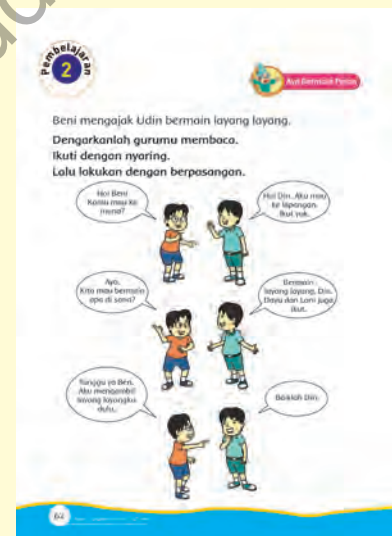 Pembelajaran
2
Ayo Bermain Peran
Beni mengajak Udin bermain layang layang.
Dengarkanlah gurumu membaca.
Ikuti dengan nyaring.
Lalu lakukan dengan berpasangan.
Hai Beni
Kamu mau ke
mana?
Hai Din. Aku mau
ke lapangan.
Ikut yuk.
Ayo.
Kita mau bermain
apa di sana?
Bermain
layang layang, Din.
Dayu dan Lani juga
ikut.
Tunggu ya Ben.
Aku mengambil
layang layangku
dulu.
Baiklah Din.